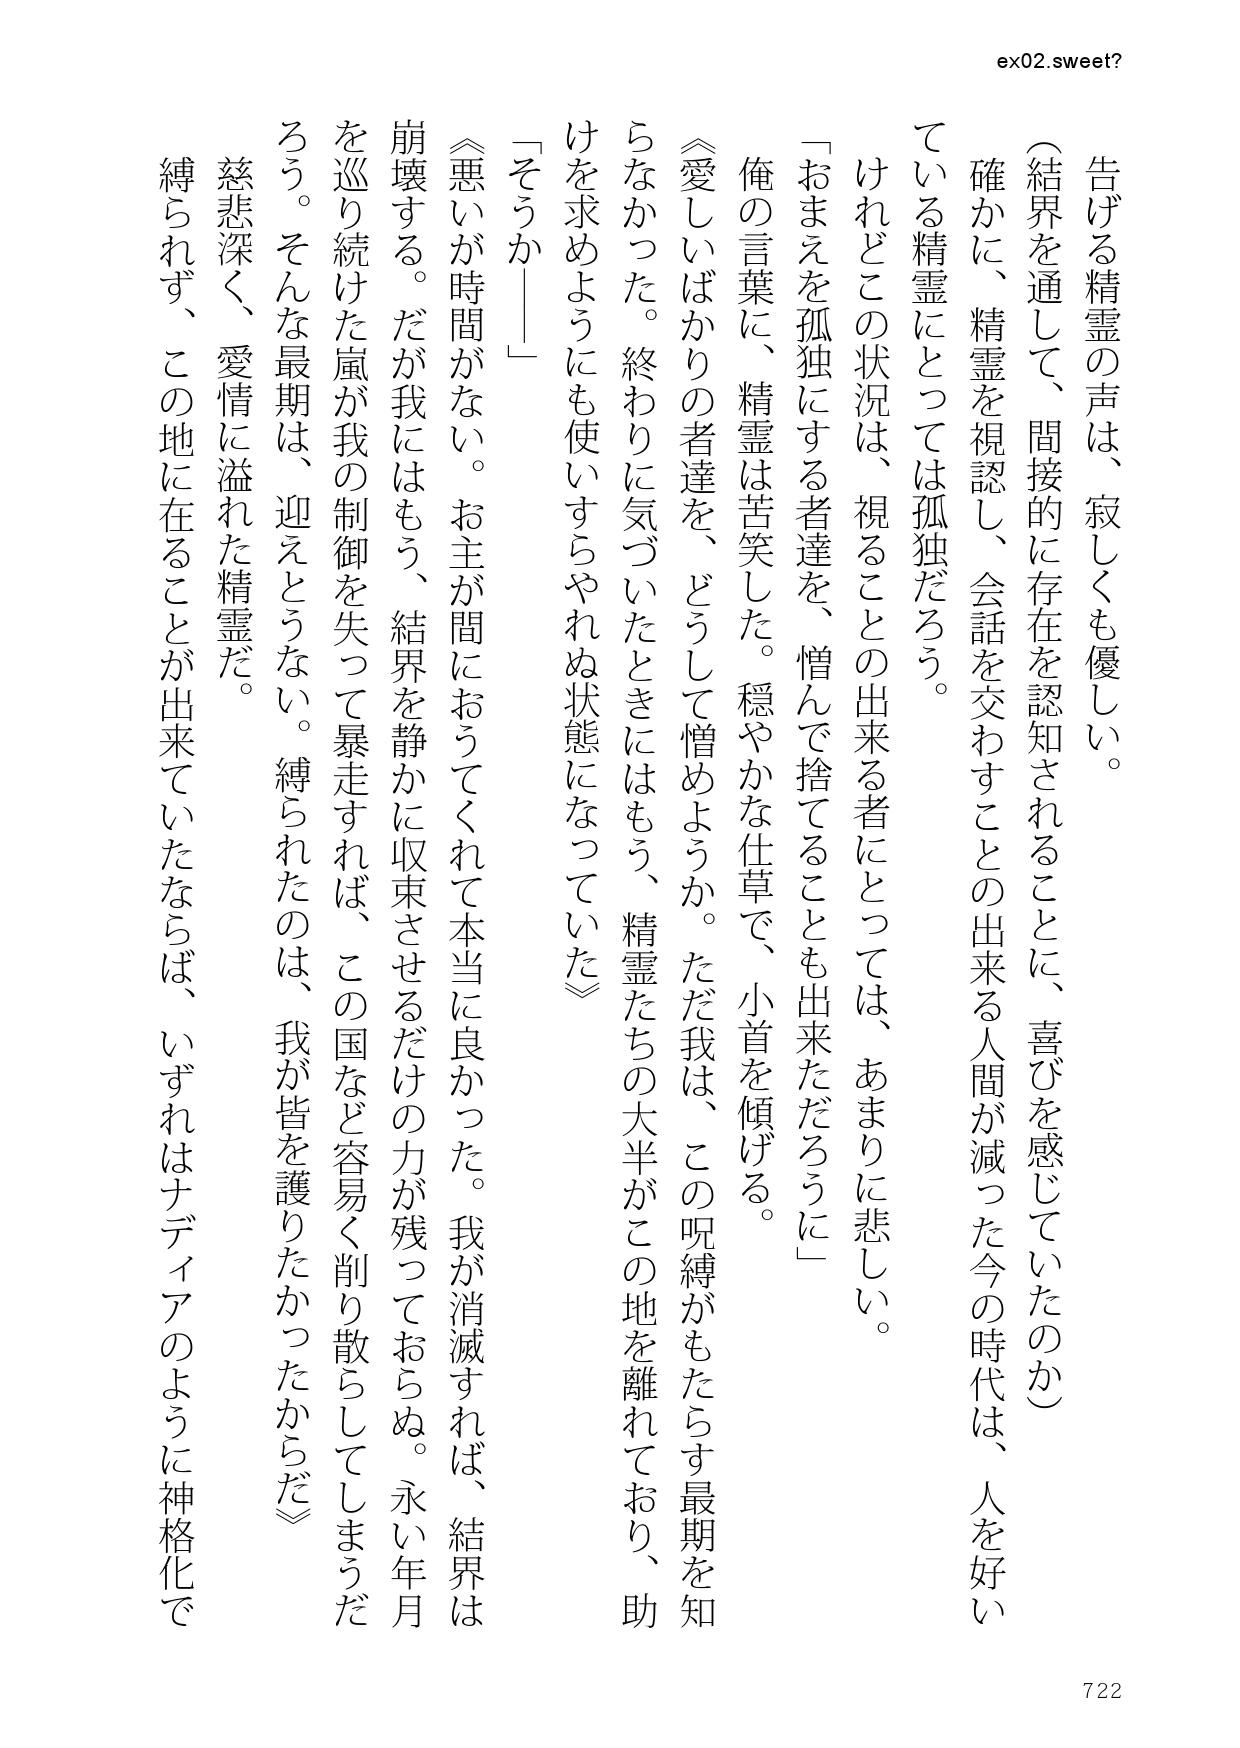 ex02.sweet?
　告げる精霊の声は、寂しくも優しい。
（結界を通して、間接的に存在を認知されることに、喜びを感じていたのか）
　確かに、精霊を視認し、会話を交わすことの出来る人間が減った今の時代は、人を好い
ている精霊にとっては孤独だろう。
　けれどこの状況は、視ることの出来る者にとっては、あまりに悲しい。
「おまえを孤独にする者達を、憎んで捨てることも出来ただろうに」
　俺の言葉に、精霊は苦笑した。穏やかな仕草で、小首を傾げる。
《愛しいばかりの者達を、どうして憎めようか。ただ我は、この呪縛がもたらす最期を知
らなかった。終わりに気づいたときにはもう、精霊たちの大半がこの地を離れており、助
けを求めようにも使いすらやれぬ状態になっていた》
「そうか――」
《悪いが時間がない。お主が間におうてくれて本当に良かった。我が消滅すれば、結界は
崩壊する。だが我にはもう、結界を静かに収束させるだけの力が残っておらぬ。永い年月
を巡り続けた嵐が我の制御を失って暴走すれば、この国など容易く削り散らしてしまうだ
ろう。そんな最期は、迎えとうない。縛られたのは、我が皆を護りたかったからだ》
　慈悲深く、愛情に溢れた精霊だ。
　縛られず、この地に在ることが出来ていたならば、いずれはナディアのように神格化で
722